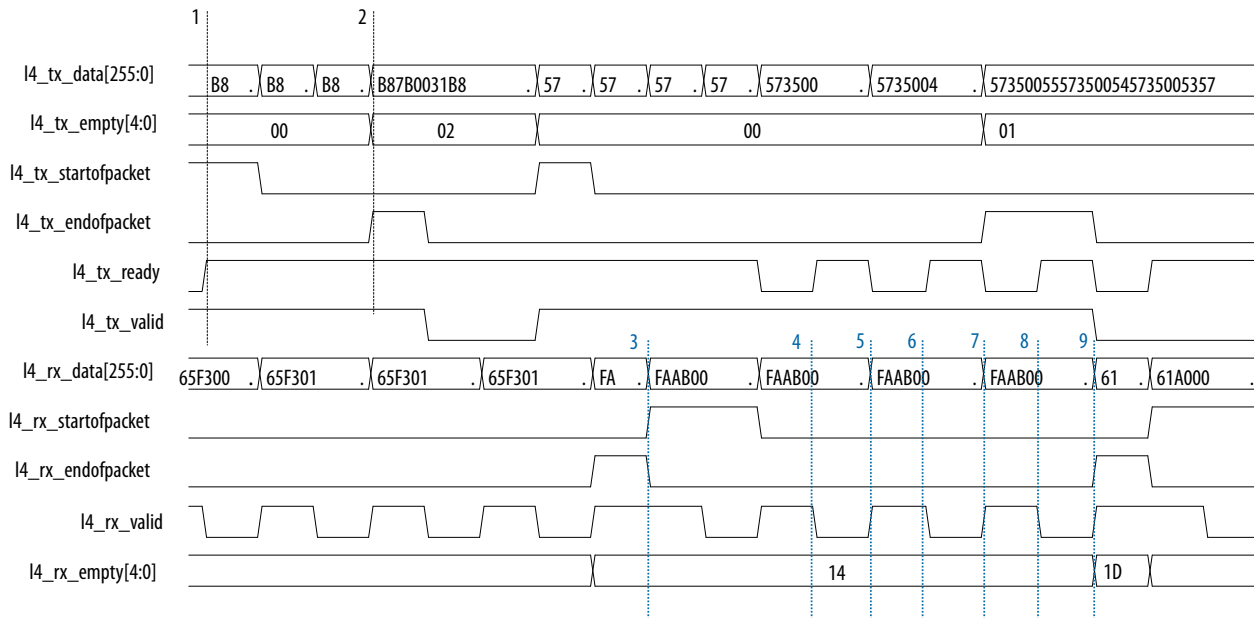 1 2
l4_tx_data[255:0] B8 . B8 . B8 . B87B0031B8 . 57 . 57 . 57 . 57 . 573500 . 5735004 . 57350055573500545735005357
l4_tx_empty[4:0] 00 02 00 01
l4_tx_startofpacket
l4_tx_endofpacket
l4_tx_ready
l4_tx_valid
3 4 5 6 7 8 9
l4_rx_data[255:0] 65F300 . 65F301 . 65F301 . 65F301 . FA . FAAB00 . FAAB00 . FAAB00 . FAAB00 . 61 . 61A000 .
l4_rx_startofpacket
l4_rx_endofpacket
l4_rx_valid
l4_rx_empty[4:0] 14 1D